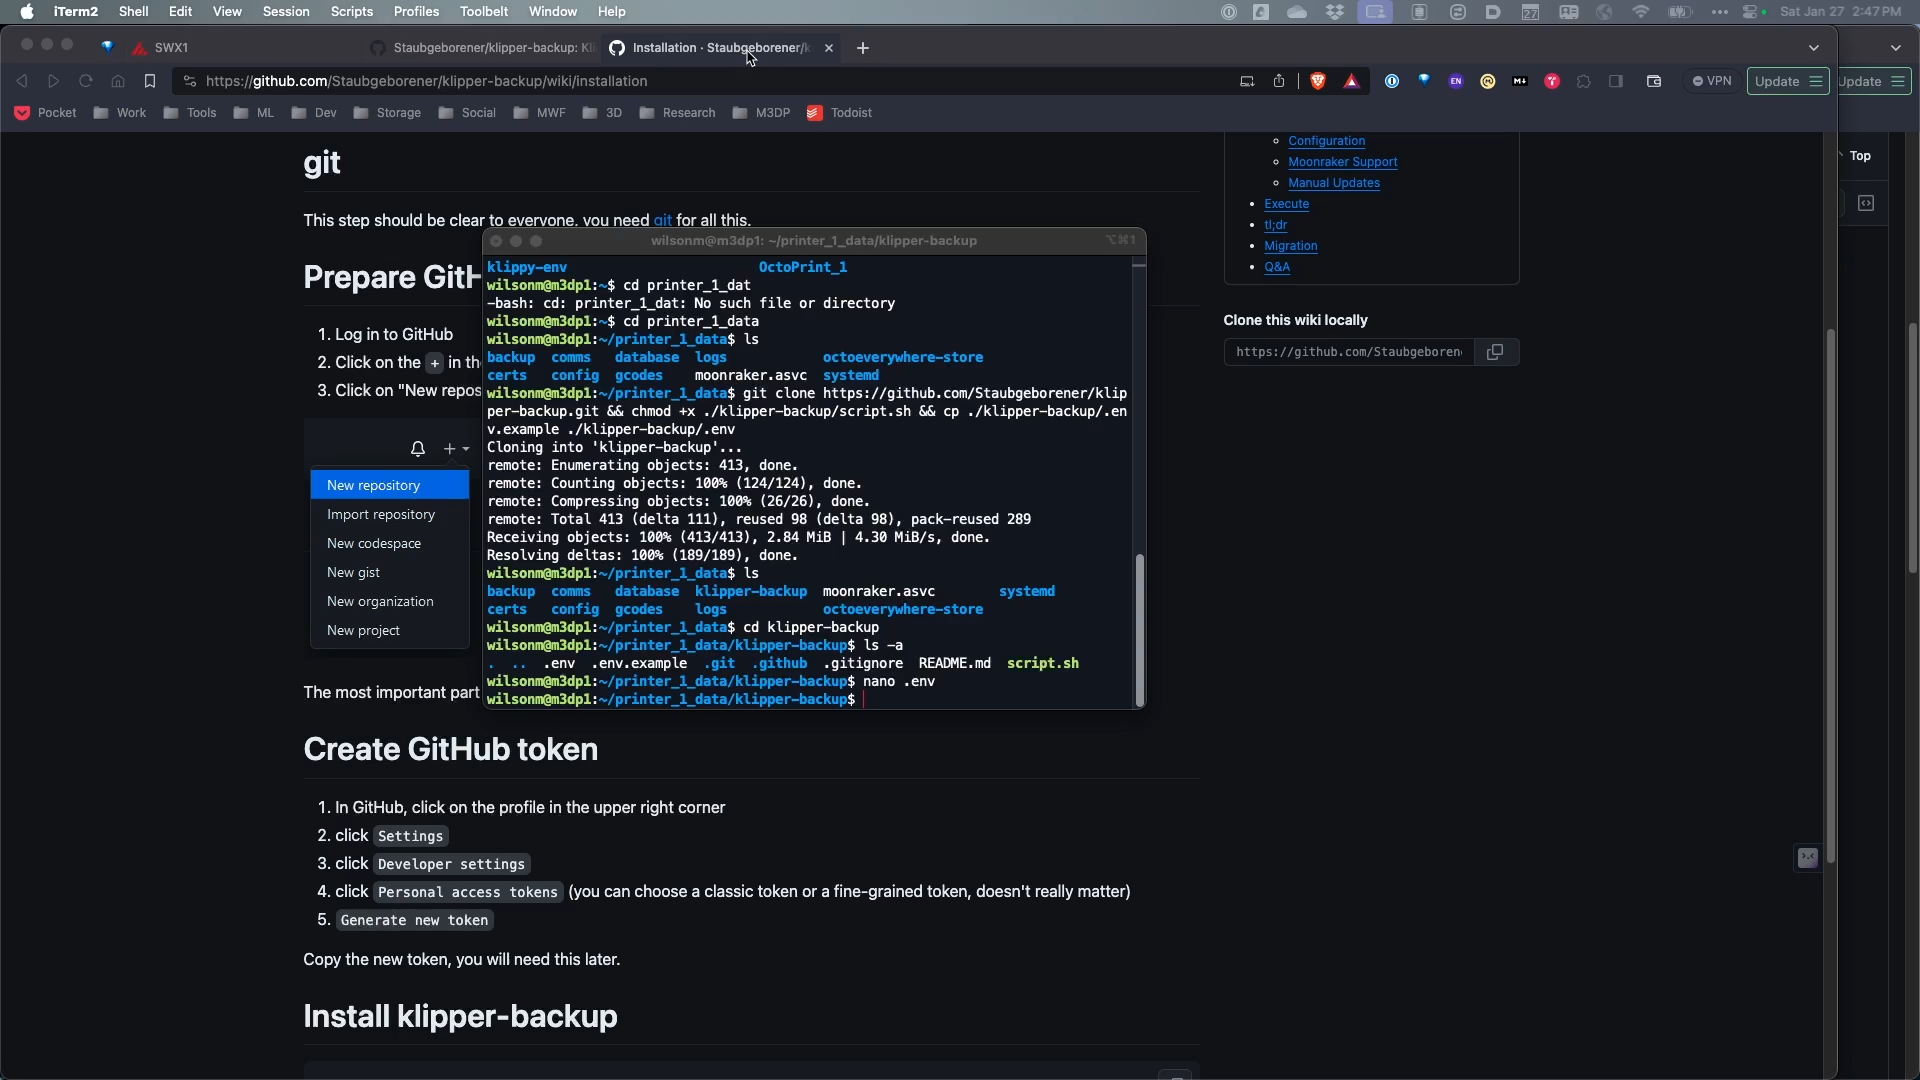 iTerm2 Shell Edit View Session Scripts Profiles Toolbelt Window Help
27 Sat Jan 27 2:47 PM
SWX1
Staubgeborener/klipper-backup: Kl
Installation · Staubgeborener/k
https://github.com/Staubgeborener/klipper-backup/wiki/installation
EN
VPN
Update
Update
Pocket Work Tools ML Dev Storage Social MWF 3D Research M3DP Todoist
git
This step should be clear to everyone, you need git for all this.
Prepare GitH
1. Log in to GitHub
2. Click on the + in the
3. Click on "New repos
New repository
Import repository
New codespace
New gist
New organization
New project
The most important part
wilsonm@m3dp1: ~/printer_1_data/klipper-backup
⌥⌘1
klippy-env OctoPrint_1
wilsonm@m3dp1:~$ cd printer_1_dat
-bash: cd: printer_1_dat: No such file or directory
wilsonm@m3dp1:~$ cd printer_1_data
wilsonm@m3dp1:~/printer_1_data$ ls
backup comms database logs octoeverywhere-store
certs config gcodes moonraker.asvc systemd
wilsonm@m3dp1:~/printer_1_data$ git clone https://github.com/Staubgeborener/klip
per-backup.git && chmod +x ./klipper-backup/script.sh && cp ./klipper-backup/.en
v.example ./klipper-backup/.env
Cloning into 'klipper-backup'...
remote: Enumerating objects: 413, done.
remote: Counting objects: 100% (124/124), done.
remote: Compressing objects: 100% (26/26), done.
remote: Total 413 (delta 111), reused 98 (delta 98), pack-reused 289
Receiving objects: 100% (413/413), 2.84 MiB | 4.30 MiB/s, done.
Resolving deltas: 100% (189/189), done.
wilsonm@m3dp1:~/printer_1_data$ ls
backup comms database klipper-backup moonraker.asvc systemd
certs config gcodes logs octoeverywhere-store
wilsonm@m3dp1:~/printer_1_data$ cd klipper-backup
wilsonm@m3dp1:~/printer_1_data/klipper-backup$ ls -a
. .. .env .env.example .git .github .gitignore README.md script.sh
wilsonm@m3dp1:~/printer_1_data/klipper-backup$ nano .env
wilsonm@m3dp1:~/printer_1_data/klipper-backup$
Create GitHub token
1. In GitHub, click on the profile in the upper right corner
2. click Settings
3. click Developer settings
4. click Personal access tokens (you can choose a classic token or a fine-grained token, doesn't really matter)
5. Generate new token
Copy the new token, you will need this later.
Install klipper-backup
Configuration
Moonraker Support
Manual Updates
Execute
tl;dr
Migration
Q&A
Clone this wiki locally
https://github.com/Staubgeboren
Top